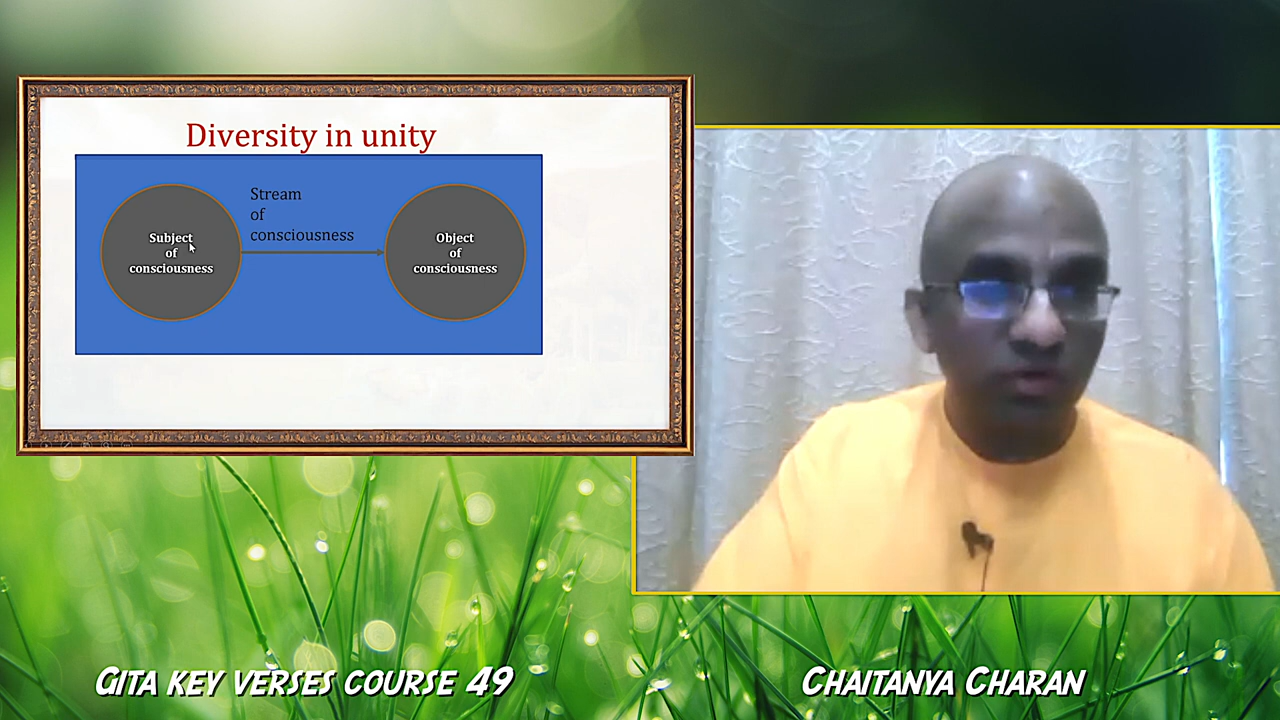 Diversity in unity
Stream
of
consciousness
Subject
of
consciousness
Object
of
consciousness
GITA KEY VERSES COURSE 49
CHAITANYA CHARAN